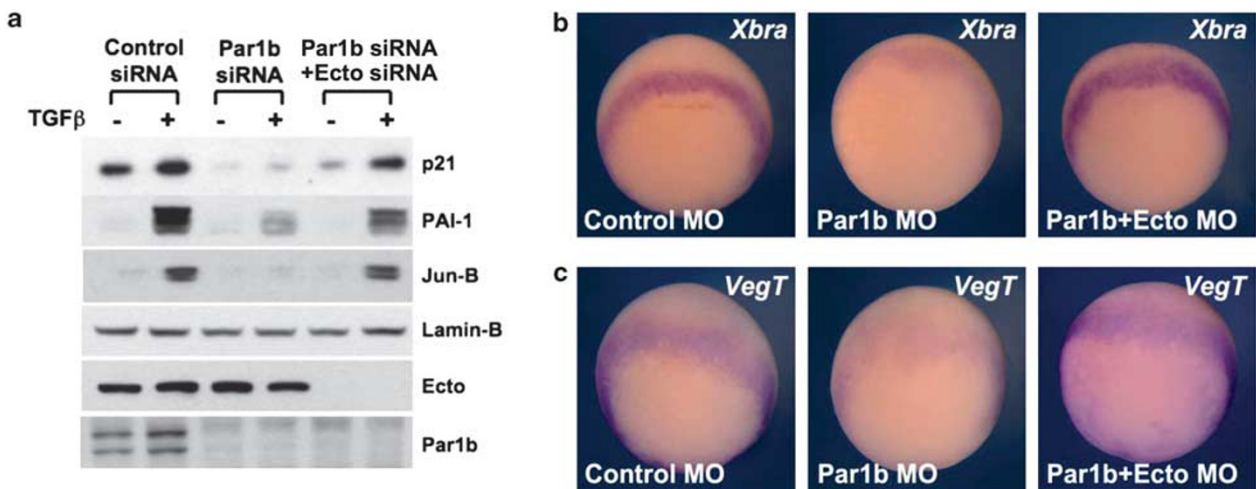 a
Control siRNA
Par1b siRNA
Par1b siRNA +Ecto siRNA
TGFβ - + - + - +
p21
PAI-1
Jun-B
Lamin-B
Ecto
Par1b
b
Xbra
Control MO
Xbra
Par1b MO
Xbra
Par1b+Ecto MO
c
VegT
Control MO
VegT
Par1b MO
VegT
Par1b+Ecto MO